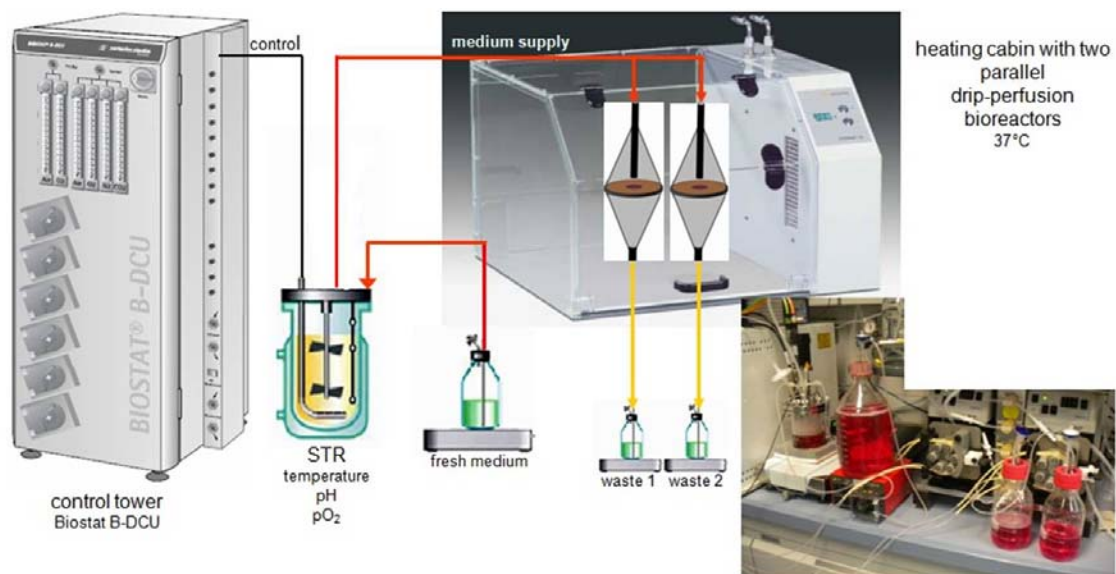 control
medium supply
heating cabin with two
parallel
drip-perfusion
bioreactors
37°C
BIOSTAT® B-DCU
STR
temperature
pH
pO₂
fresh medium
waste 1
waste 2
control tower
Biostat B-DCU